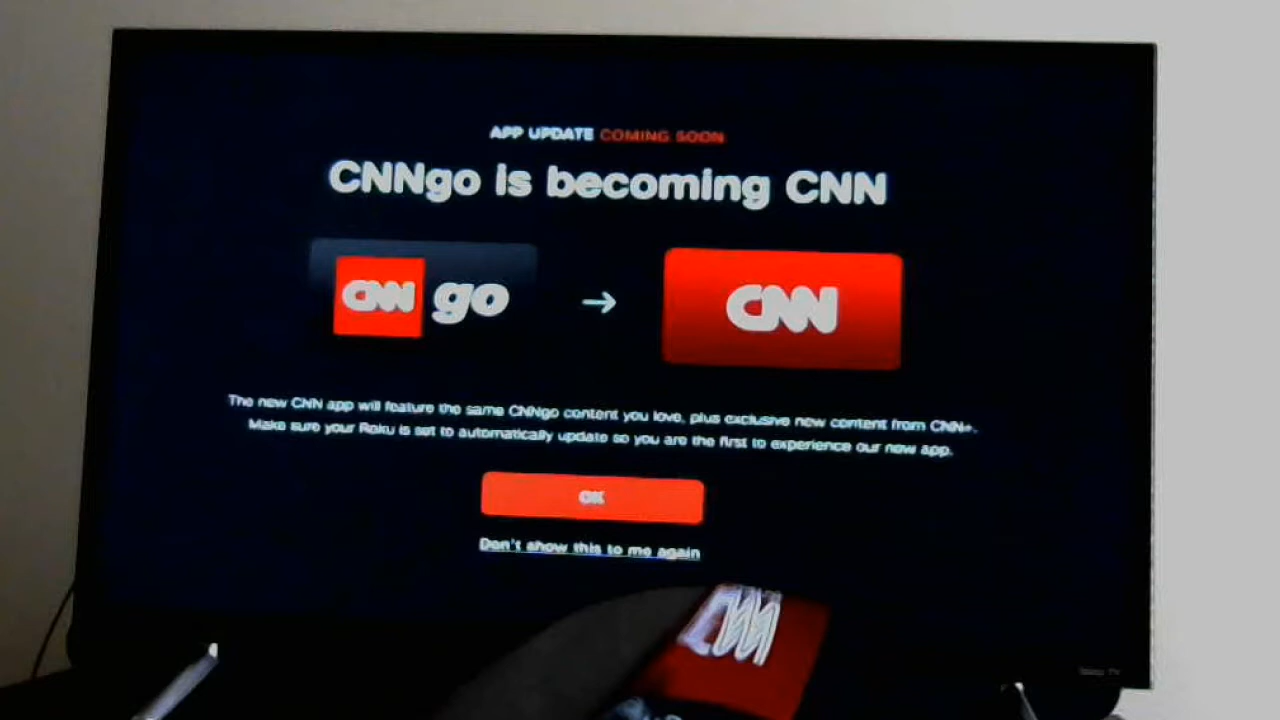 APP UPDATE COMING SOON
CNNgo is becoming CNN
CNN go → CNN
The new CNN app will feature the same CNNgo content you love, plus exclusive new content from CNN+.
Make sure your Roku is set to automatically update so you are the first to experience our new app.
OK
Don't show this to me again
CNN
Roku TV